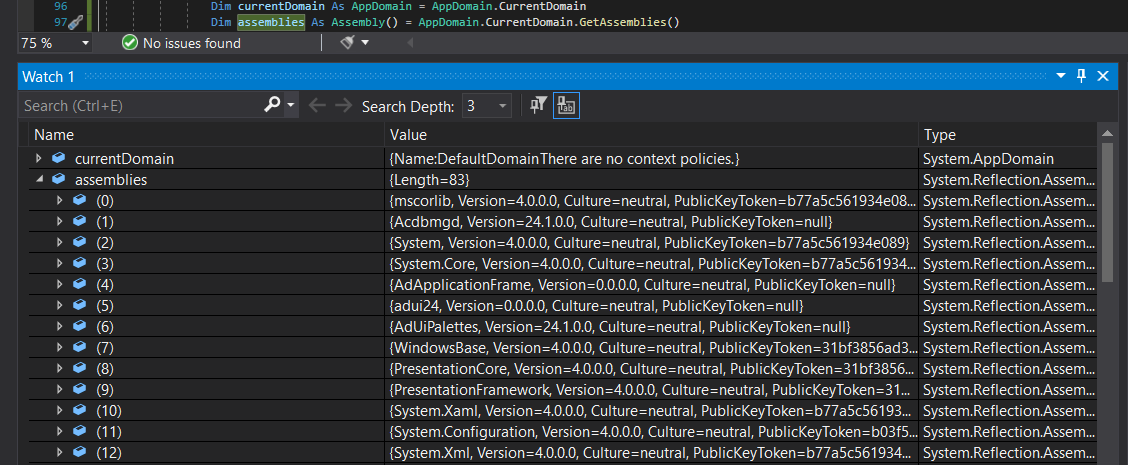 96 Dim currentDomain As AppDomain = AppDomain.CurrentDomain
97 Dim assemblies As Assembly() = AppDomain.CurrentDomain.GetAssemblies()
75 % No issues found
Watch 1
Search (Ctrl+E) Search Depth: 3
Name Value Type
currentDomain {Name:DefaultDomainThere are no context policies.} System.AppDomain
assemblies {Length=83} System.Reflection.Assem...
(0) {mscorlib, Version=4.0.0.0, Culture=neutral, PublicKeyToken=b77a5c561934e08... System.Reflection.Assem...
(1) {Acdbmgd, Version=24.1.0.0, Culture=neutral, PublicKeyToken=null} System.Reflection.Assem...
(2) {System, Version=4.0.0.0, Culture=neutral, PublicKeyToken=b77a5c561934e089} System.Reflection.Assem...
(3) {System.Core, Version=4.0.0.0, Culture=neutral, PublicKeyToken=b77a5c561934... System.Reflection.Assem...
(4) {AdApplicationFrame, Version=0.0.0.0, Culture=neutral, PublicKeyToken=null} System.Reflection.Assem...
(5) {adui24, Version=0.0.0.0, Culture=neutral, PublicKeyToken=null} System.Reflection.Assem...
(6) {AdUiPalettes, Version=24.1.0.0, Culture=neutral, PublicKeyToken=null} System.Reflection.Assem...
(7) {WindowsBase, Version=4.0.0.0, Culture=neutral, PublicKeyToken=31bf3856ad3... System.Reflection.Assem...
(8) {PresentationCore, Version=4.0.0.0, Culture=neutral, PublicKeyToken=31bf3856... System.Reflection.Assem...
(9) {PresentationFramework, Version=4.0.0.0, Culture=neutral, PublicKeyToken=31... System.Reflection.Assem...
(10) {System.Xaml, Version=4.0.0.0, Culture=neutral, PublicKeyToken=b77a5c56193... System.Reflection.Assem...
(11) {System.Configuration, Version=4.0.0.0, Culture=neutral, PublicKeyToken=b03f5... System.Reflection.Assem...
(12) {System.Xml, Version=4.0.0.0, Culture=neutral, PublicKeyToken=b77a5c561934... System.Reflection.Assem...